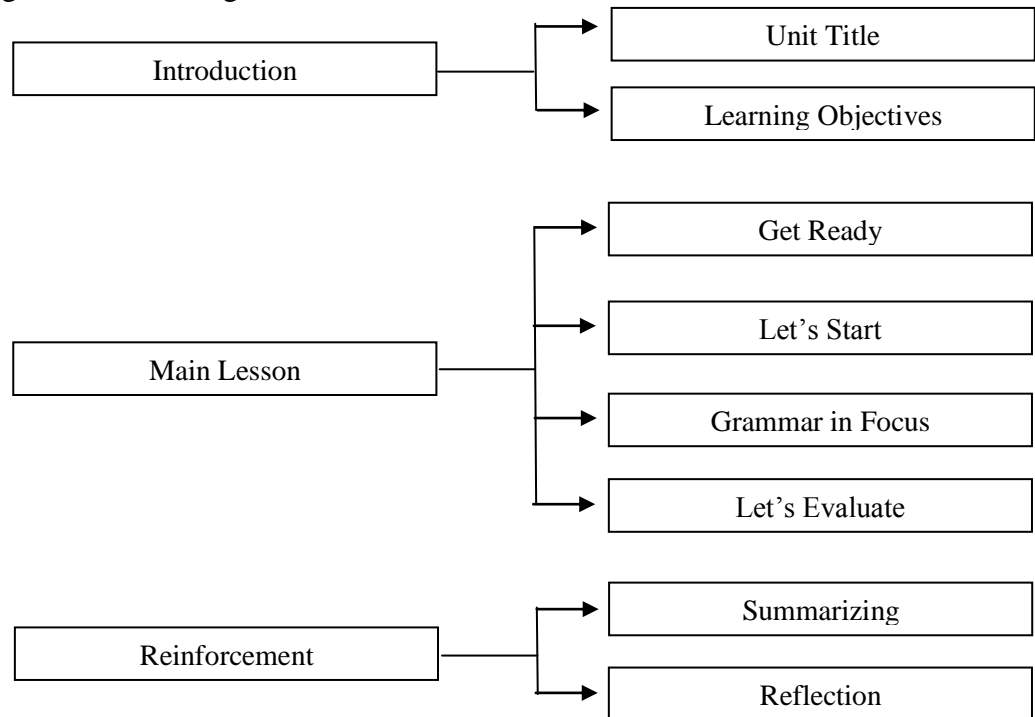 Unit Title
Introduction
Learning Objectives
Get Ready
Let’s Start
Main Lesson
Grammar in Focus
Let’s Evaluate
Summarizing
Reinforcement
Reflection